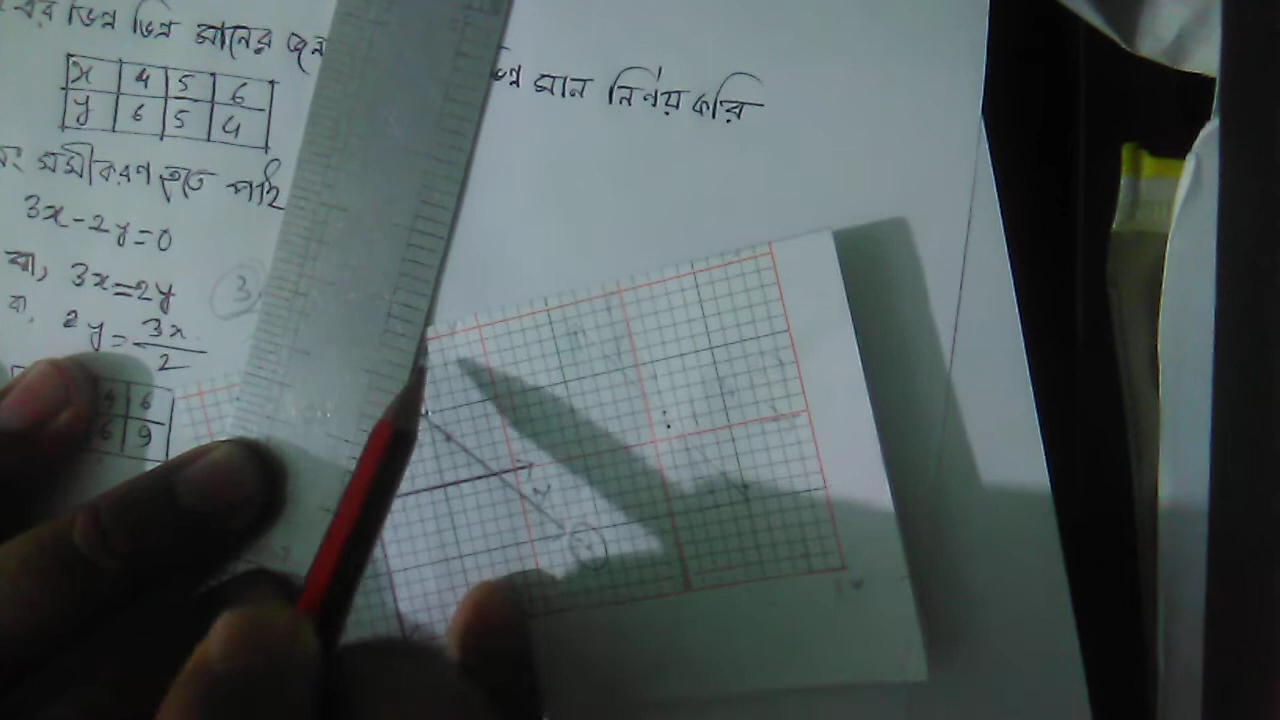 এর ভিন্ন ভিন্ন মানের জন্য
মান নির্ণয় করি
x 4 5 6
y 6 5 4
সমীকরণ হতে পাই
3x-2y=0
বা, 3x=2y
বা, 2y=3x/2
4 6
6 9